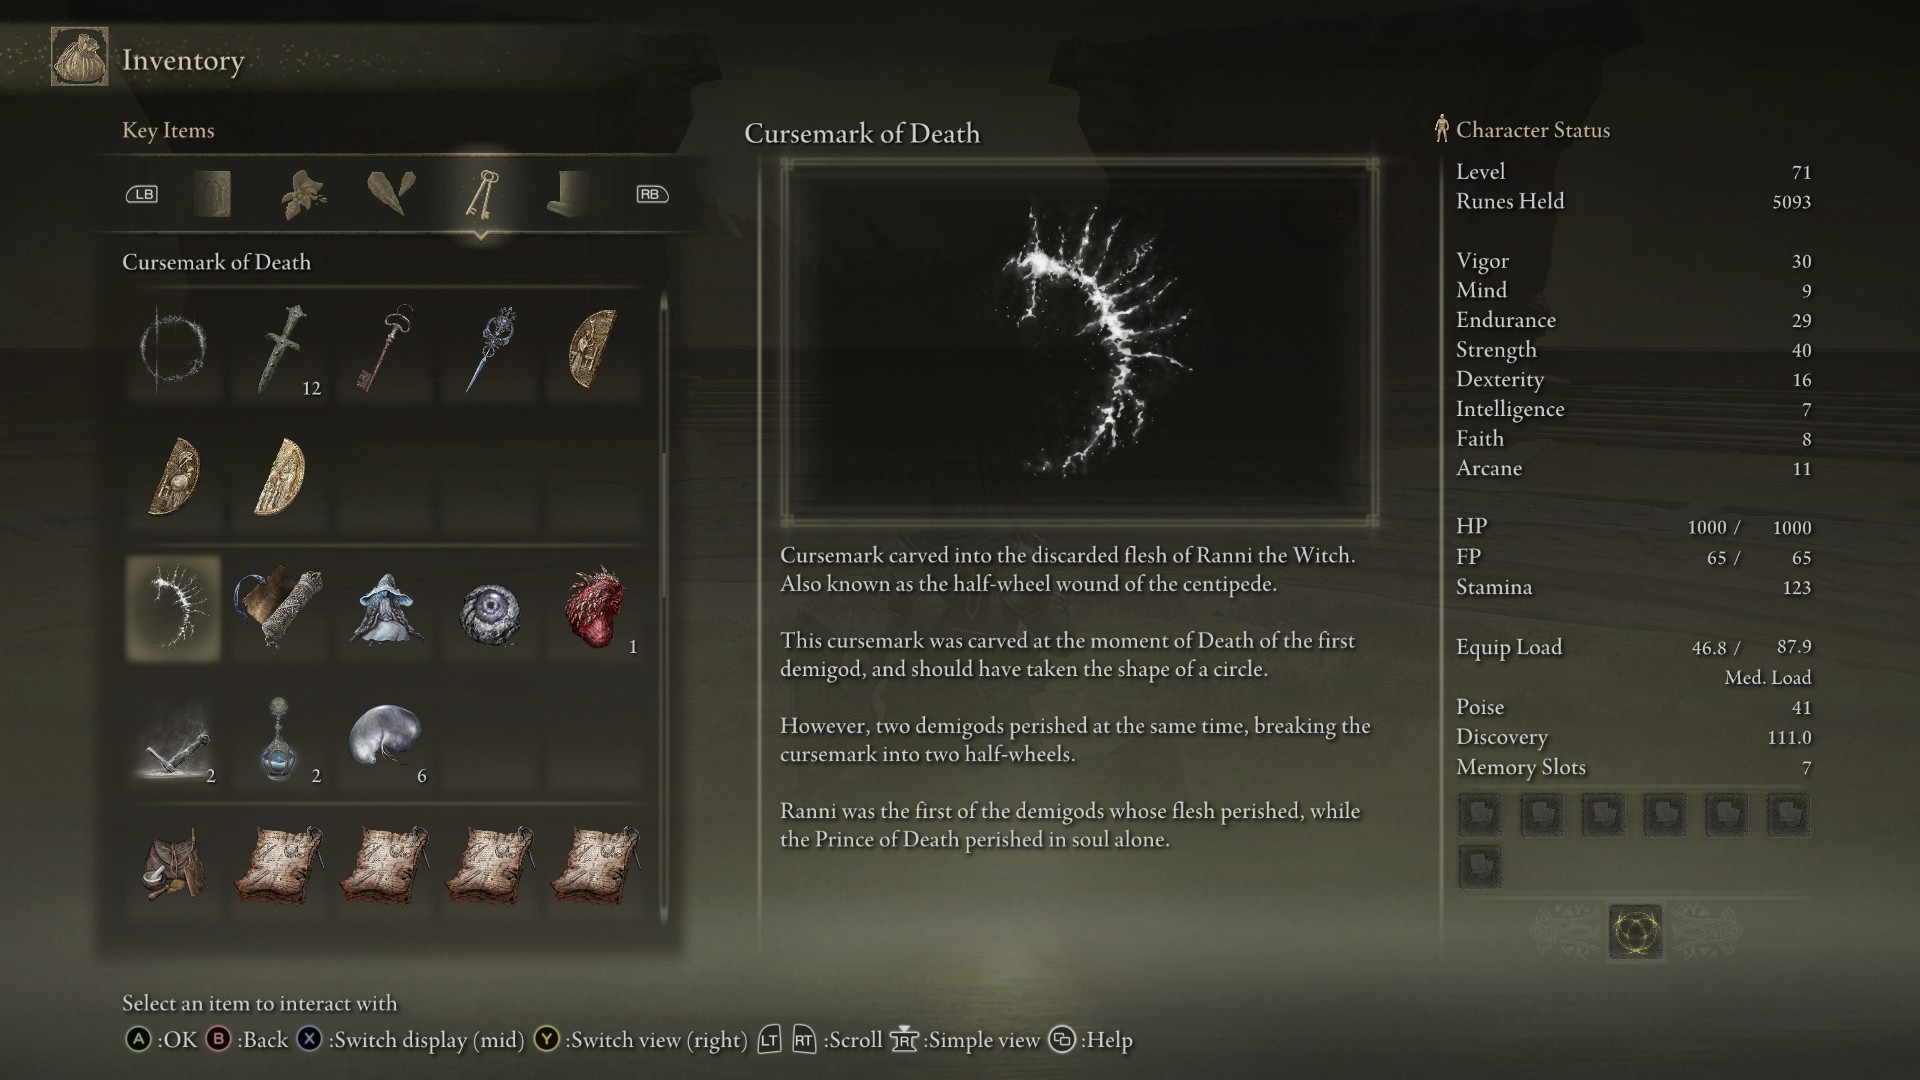 Inventory
Key Items
LB
RB
Cursemark of Death
12
1
2
2
6
Cursemark of Death
Cursemark carved into the discarded flesh of Ranni the Witch.
Also known as the half-wheel wound of the centipede.
This cursemark was carved at the moment of Death of the first
demigod, and should have taken the shape of a circle.
However, two demigods perished at the same time, breaking the
cursemark into two half-wheels.
Ranni was the first of the demigods whose flesh perished, while
the Prince of Death perished in soul alone.
Character Status
Level 71
Runes Held 5093
Vigor 30
Mind 9
Endurance 29
Strength 40
Dexterity 16
Intelligence 7
Faith 8
Arcane 11
HP 1000 / 1000
FP 65 / 65
Stamina 123
Equip Load 46.8 / 87.9
Med. Load
Poise 41
Discovery 111.0
Memory Slots 7
Select an item to interact with
A :OK B :Back X :Switch display (mid) Y :Switch view (right) LT RT :Scroll R :Simple view :Help